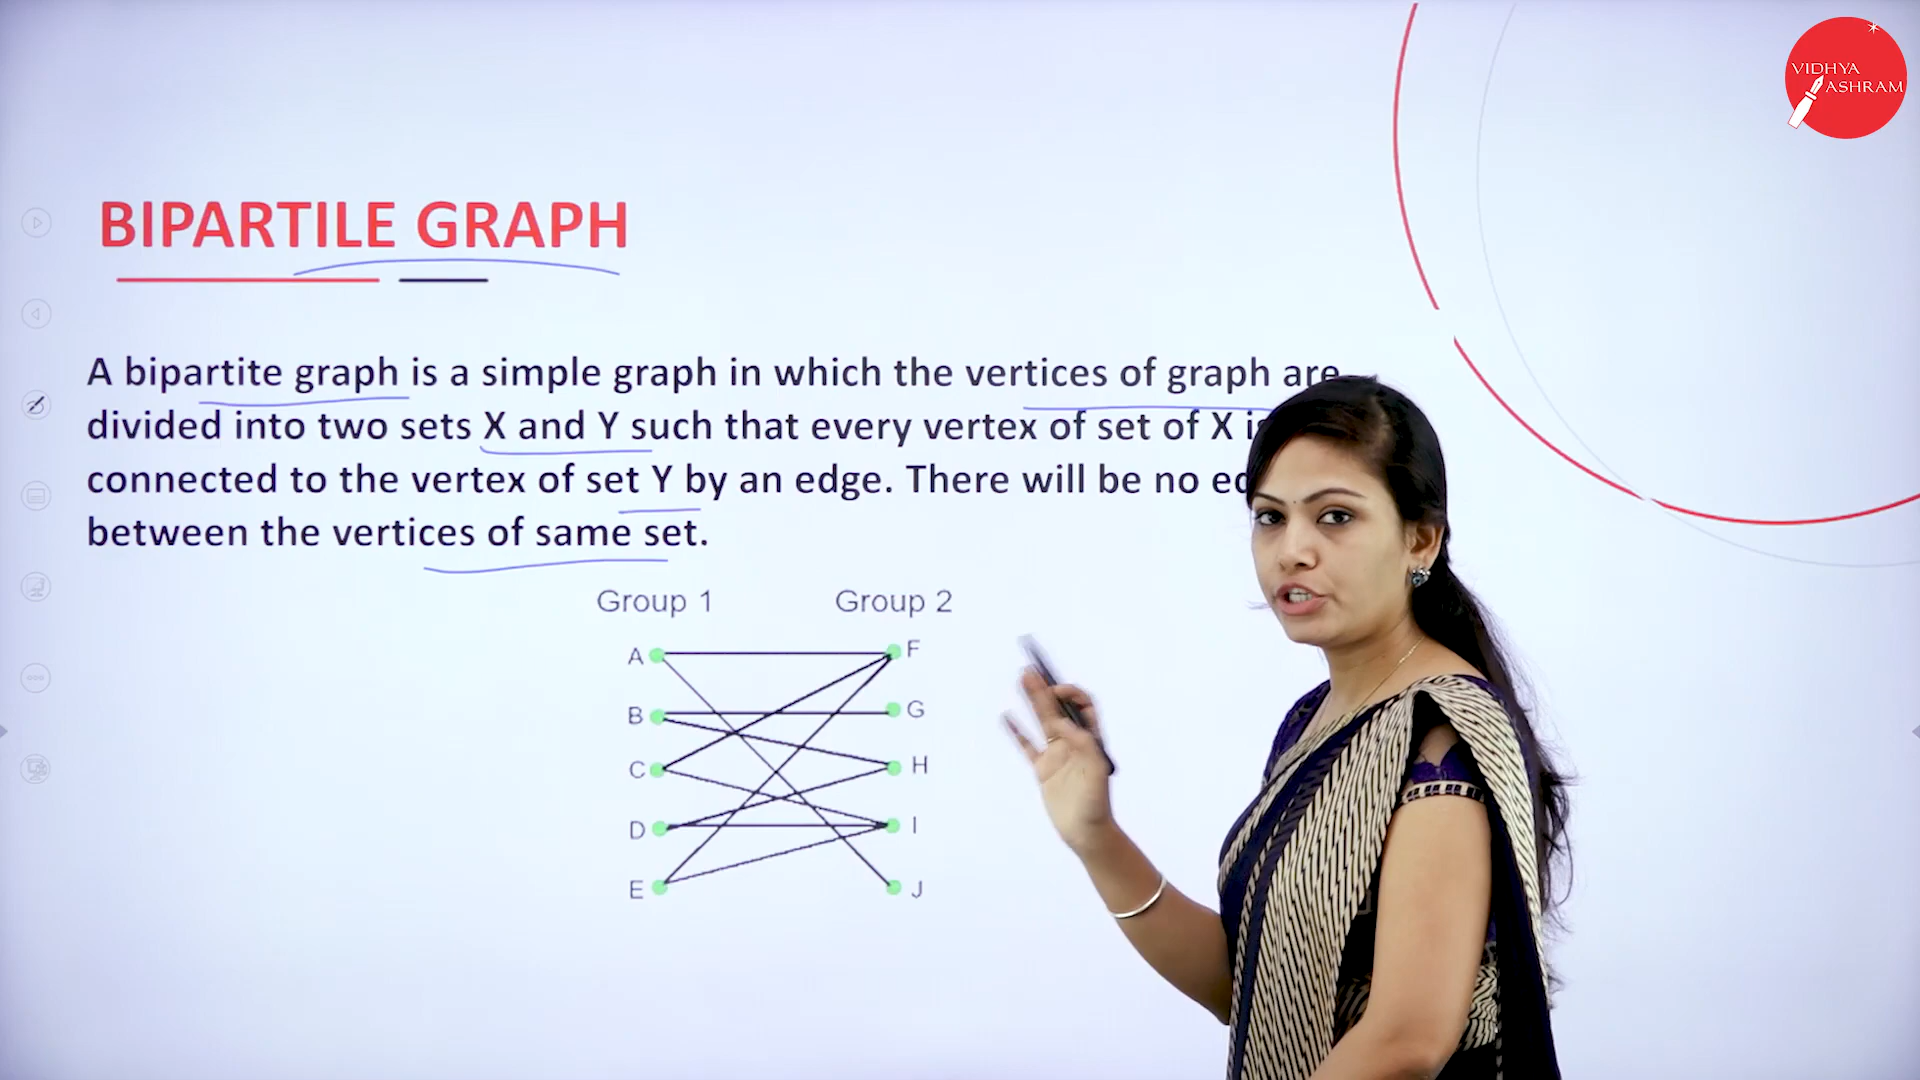 VIDHYA
ASHRAM
BIPARTILE GRAPH
A bipartite graph is a simple graph in which the vertices of graph are
divided into two sets X and Y such that every vertex of set of X
connected to the vertex of set Y by an edge. There will be no
between the vertices of same set.
Group 1 Group 2
A F
B G
C H
D I
E J